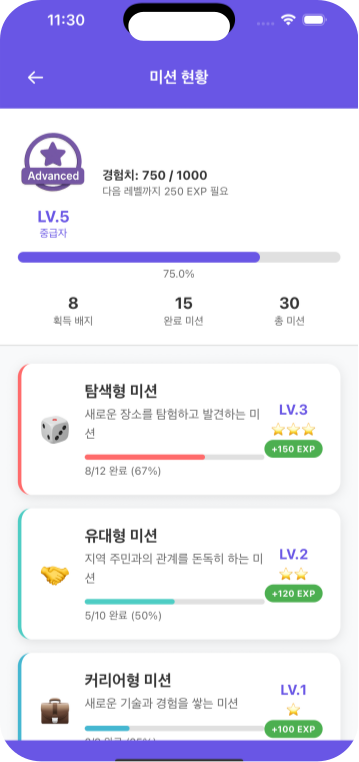 11:30
미션 현황
Advanced
LV.5
중급자
경험치: 750 / 1000
다음 레벨까지 250 EXP 필요
75.0%
8
획득 배지
15
완료 미션
30
총 미션
탐색형 미션
새로운 장소를 탐험하고 발견하는 미
션
8/12 완료 (67%)
LV.3
+150 EXP
유대형 미션
지역 주민과의 관계를 돈독히 하는 미
션
5/10 완료 (50%)
LV.2
+120 EXP
커리어형 미션
새로운 기술과 경험을 쌓는 미션
LV.1
+100 EXP